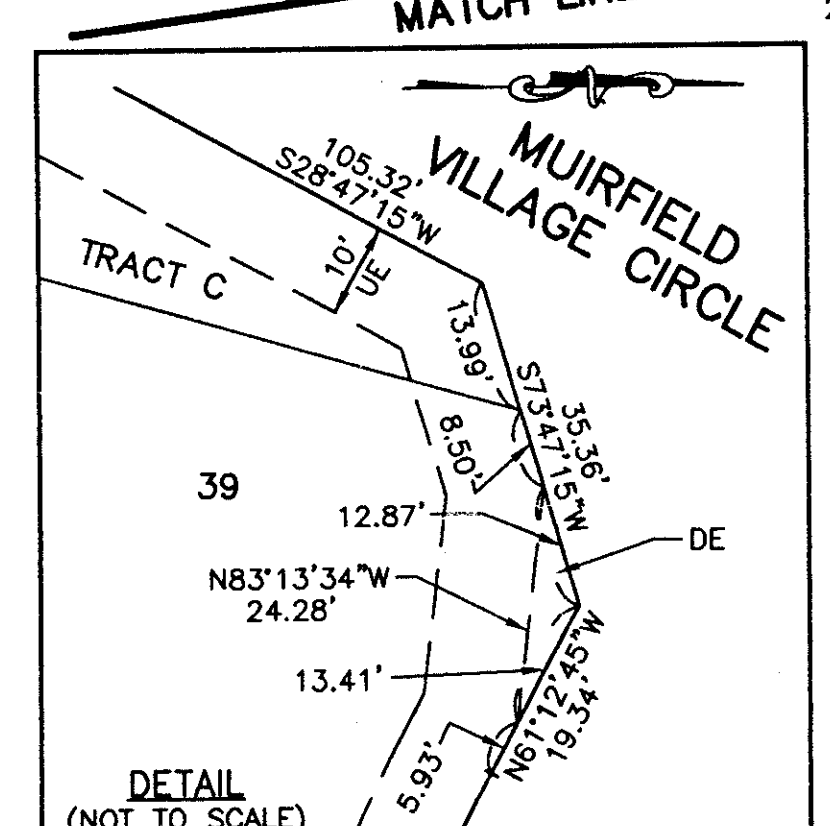 MATCH
105.32'
S28°47'15"W
MUIRFIELD
VILLAGE CIRCLE
TRACT C
10'
UE
13.99'
35.36'
S73°47'15"W
8.50'
39
12.87'
DE
N83°13'34"W
24.28'
13.41'
N61°12'45"W
19.34'
5.93'
DETAIL
(NOT TO SCALE)